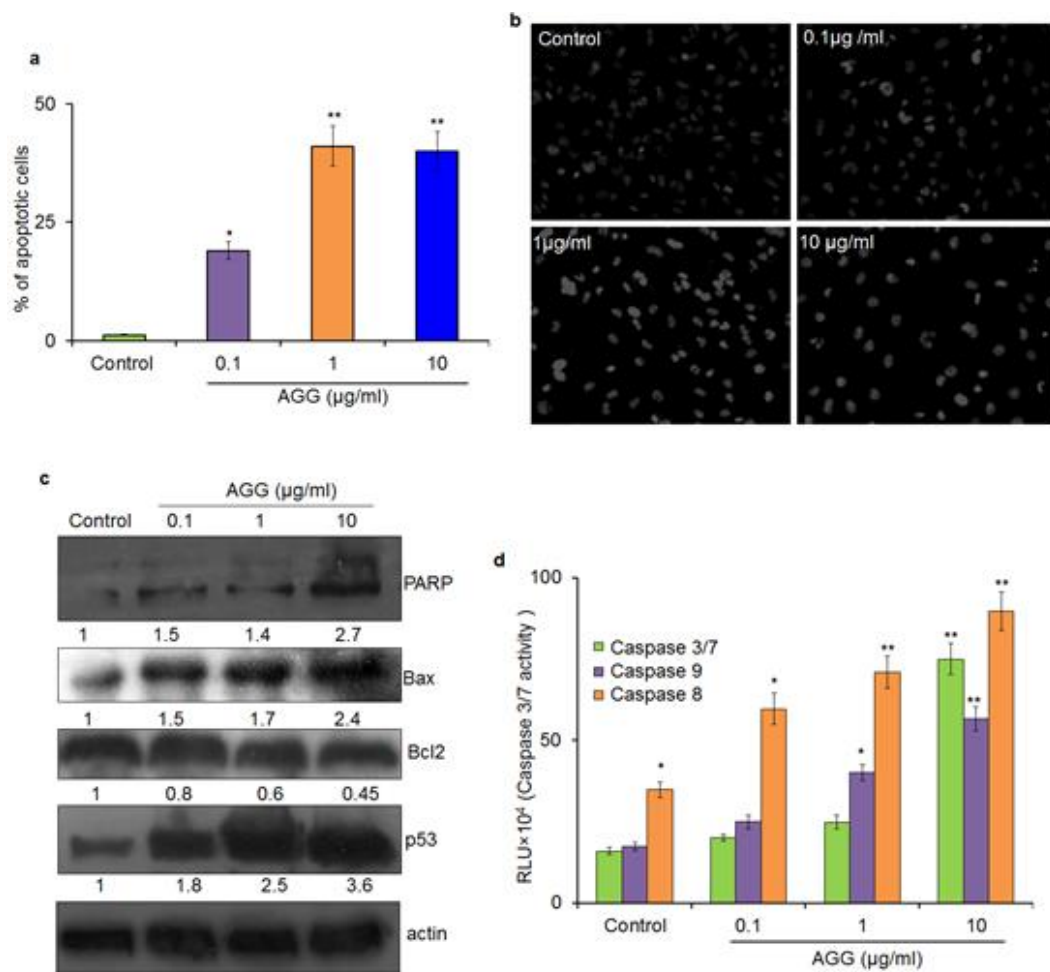 a
50
25
0
% of apoptotic cells
*
**
**
Control
0.1
1
10
AGG (µg/ml)
b
Control
0.1µg /ml
1µg/ml
10 µg/ml
c
AGG (µg/ml)
Control
0.1
1
10
PARP
1
1.5
1.4
2.7
Bax
1
1.5
1.7
2.4
Bcl2
1
0.8
0.6
0.45
p53
1
1.8
2.5
3.6
actin
d
100
50
0
RLU×10⁴ (Caspase 3/7 activity )
Caspase 3/7
Caspase 9
Caspase 8
*
*
*
**
**
**
**
Control
0.1
1
10
AGG (µg/ml)